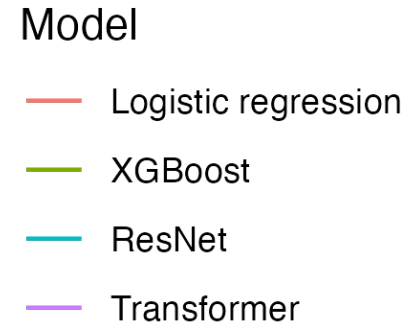 Model
Logistic regression
XGBoost
ResNet
Transformer